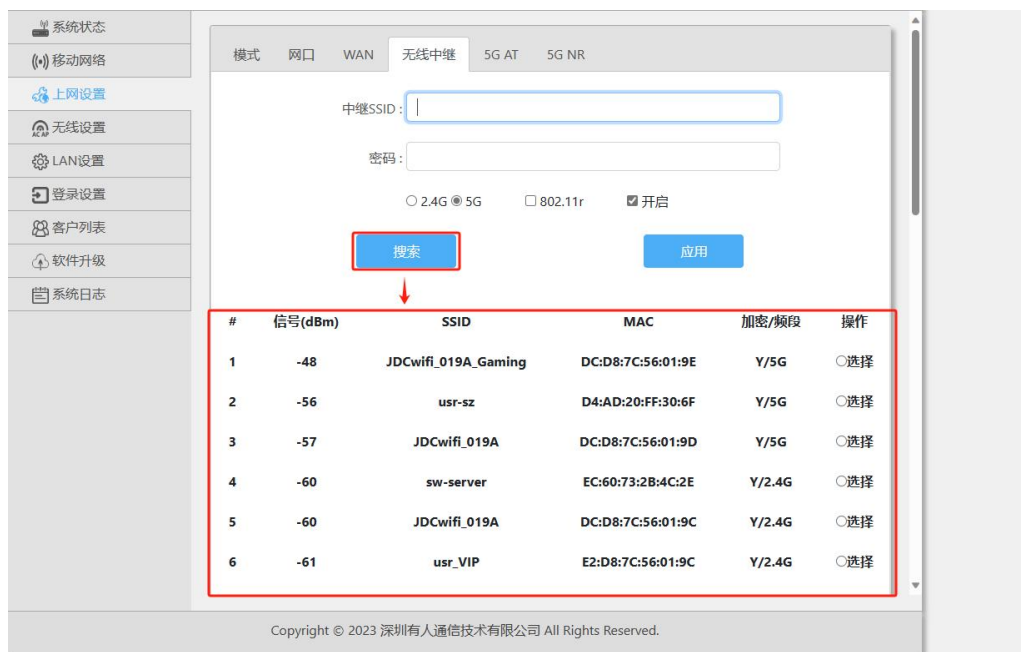 系统状态
移动网络
上网设置
AC AP 无线设置
LAN设置
登录设置
客户列表
软件升级
系统日志
模式 网口 WAN 无线中继 5G AT 5G NR
中继SSID :
密码 :
2.4G 5G 802.11r 开启
搜索 应用
# 信号(dBm) SSID MAC 加密/频段 操作
1 -48 JDCwifi_019A_Gaming DC:D8:7C:56:01:9E Y/5G 选择
2 -56 usr-sz D4:AD:20:FF:30:6F Y/5G 选择
3 -57 JDCwifi_019A DC:D8:7C:56:01:9D Y/5G 选择
4 -60 sw-server EC:60:73:2B:4C:2E Y/2.4G 选择
5 -60 JDCwifi_019A DC:D8:7C:56:01:9C Y/2.4G 选择
6 -61 usr_VIP E2:D8:7C:56:01:9C Y/2.4G 选择
Copyright © 2023 深圳有人通信技术有限公司 All Rights Reserved.